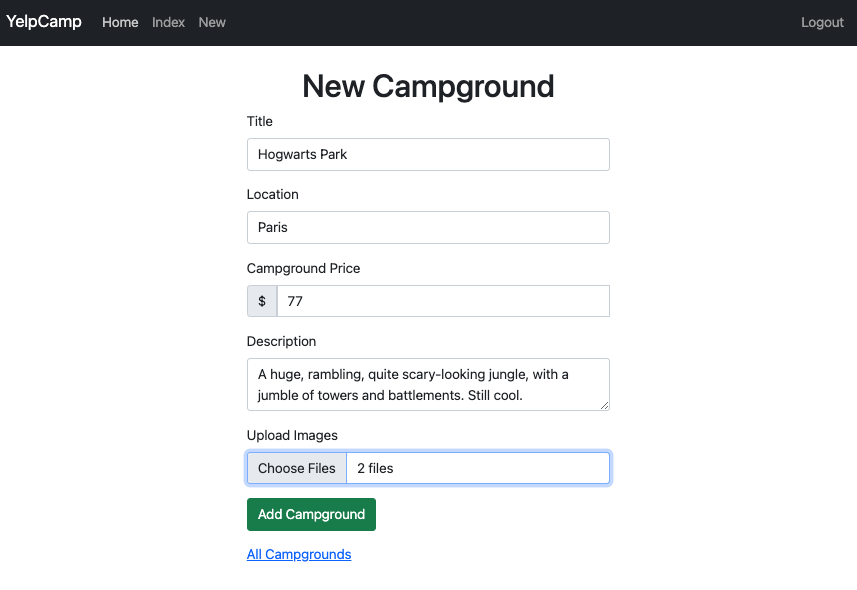 YelpCamp Home Index New Logout
New Campground
Title
Hogwarts Park
Location
Paris
Campground Price
$ 77
Description
A huge, rambling, quite scary-looking jungle, with a
jumble of towers and battlements. Still cool.
Upload Images
Choose Files 2 files
Add Campground
All Campgrounds